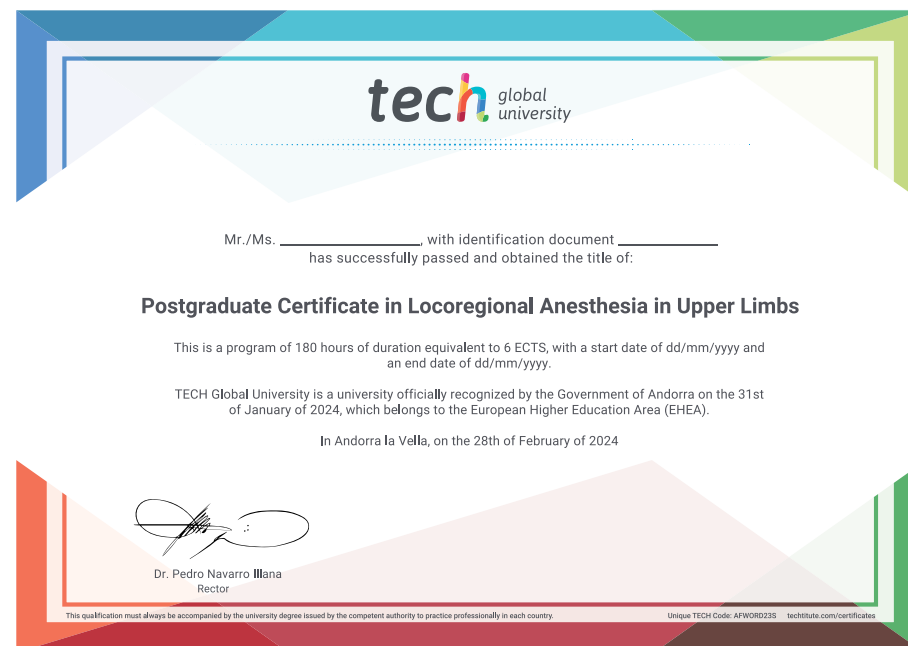 tech global
university
Mr./Ms. ____________, with identification document ____________
has successfully passed and obtained the title of:
Postgraduate Certificate in Locoregional Anesthesia in Upper Limbs
This is a program of 180 hours of duration equivalent to 6 ECTS, with a start date of dd/mm/yyyy and
an end date of dd/mm/yyyy.
TECH Global University is a university officially recognized by the Government of Andorra on the 31st
of January of 2024, which belongs to the European Higher Education Area (EHEA).
In Andorra la Vella, on the 28th of February of 2024
Dr. Pedro Navarro Illana
Rector
This qualification must always be accompanied by the university degree issued by the competent authority to practice professionally in each country.
Unique TECH Code: AFWORD23S techtitute.com/certificates